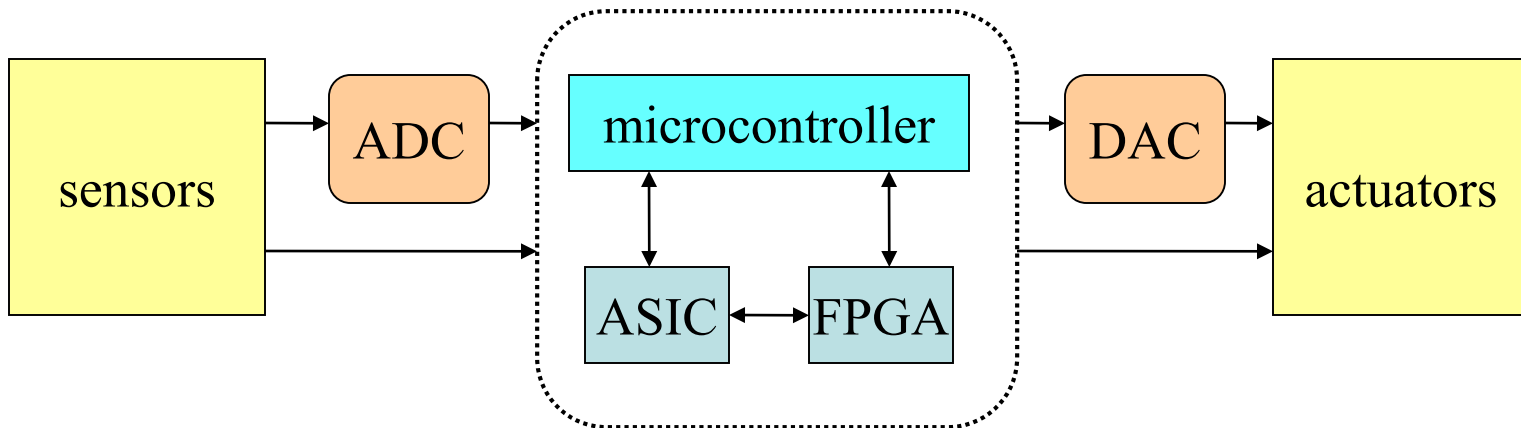 sensors
ADC
microcontroller
ASIC
FPGA
DAC
actuators